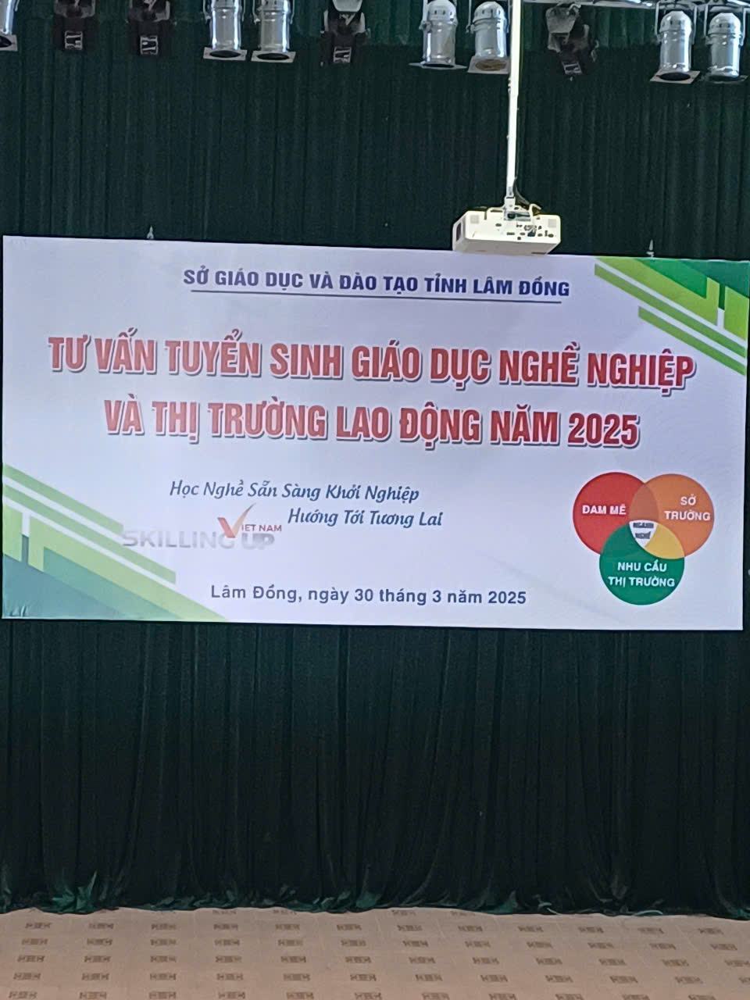 SỞ GIÁO DỤC VÀ ĐÀO TẠO TỈNH LÂM ĐỒNG
TƯ VẤN TUYỂN SINH GIÁO DỤC NGHỀ NGHIỆP
VÀ THỊ TRƯỜNG LAO ĐỘNG NĂM 2025
Học Nghề Sẵn Sàng Khởi Nghiệp
Hướng Tới Tương Lai
VIET NAM
SKILLING UP
ĐAM MÊ
SỞ
TRƯỜNG
NGÀNH
NGHỀ
NHU CẦU
THỊ TRƯỜNG
Lâm Đồng, ngày 30 tháng 3 năm 2025